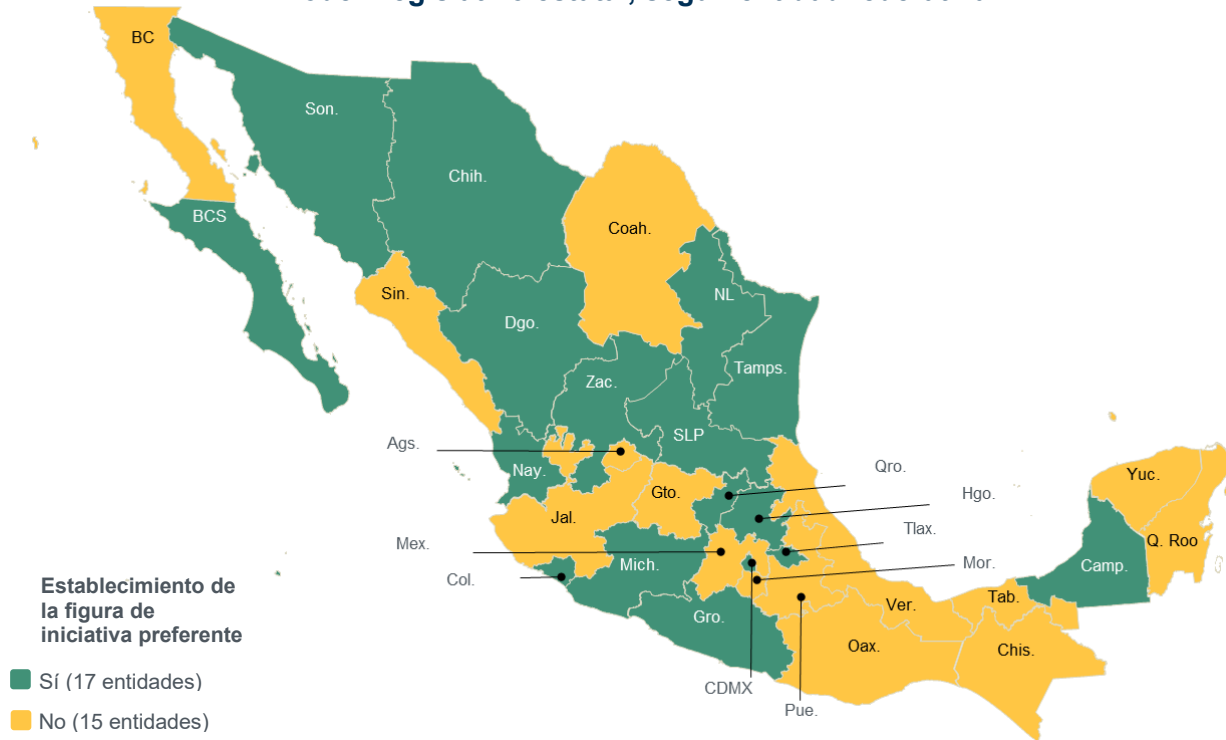 BC
Son.
Chih.
Coah.
BCS
Sin.
NL
Dgo.
Tamps.
Zac.
SLP
Ags.
Nay.
Qro.
Yuc.
Gto.
Hgo.
Jal.
Tlax.
Q. Roo
Mex.
Mich.
Mor.
Camp.
Col.
Tab.
Ver.
Gro.
Oax.
Chis.
CDMX
Pue.
Establecimiento de
la figura de
iniciativa preferente
Sí (17 entidades)
No (15 entidades)